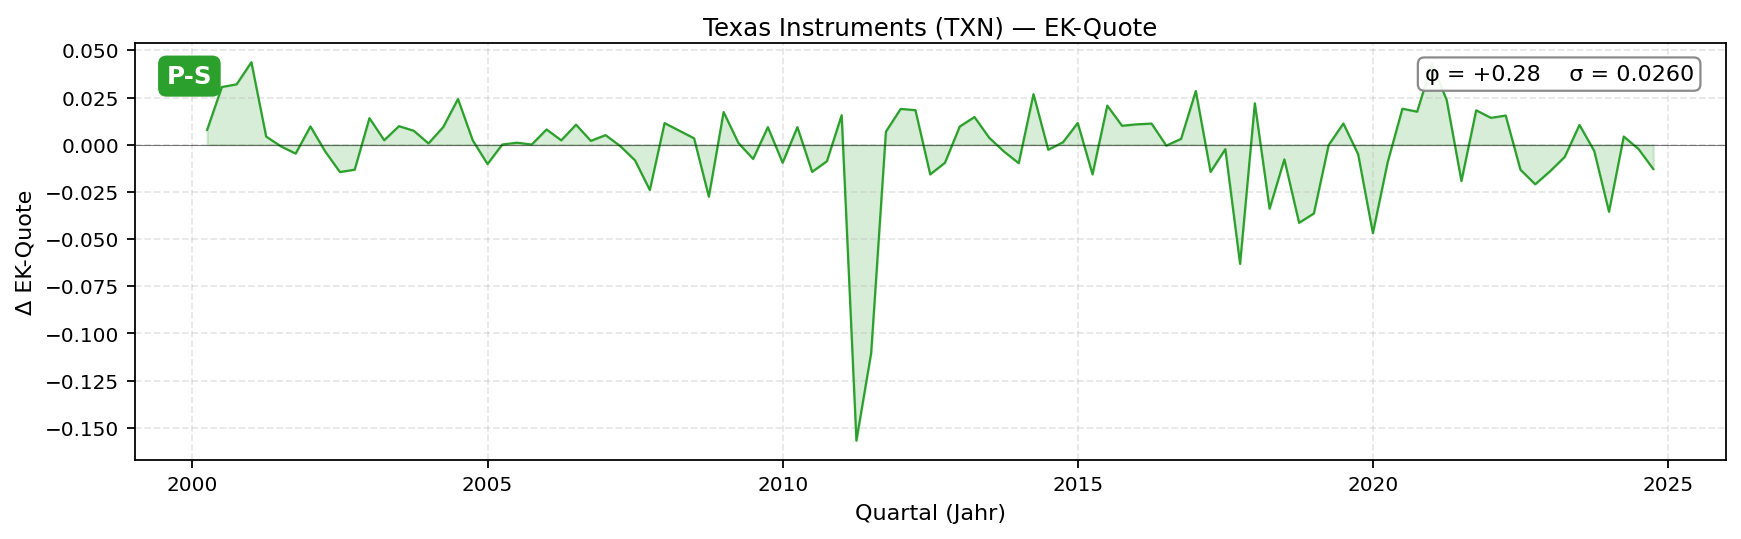 Texas Instruments (TXN) — EK-Quote
P-S
φ = +0.28 σ = 0.0260
Δ EK-Quote
0.050
0.025
0.000
−0.025
−0.050
−0.075
−0.100
−0.125
−0.150
2000 2005 2010 2015 2020 2025
Quartal (Jahr)